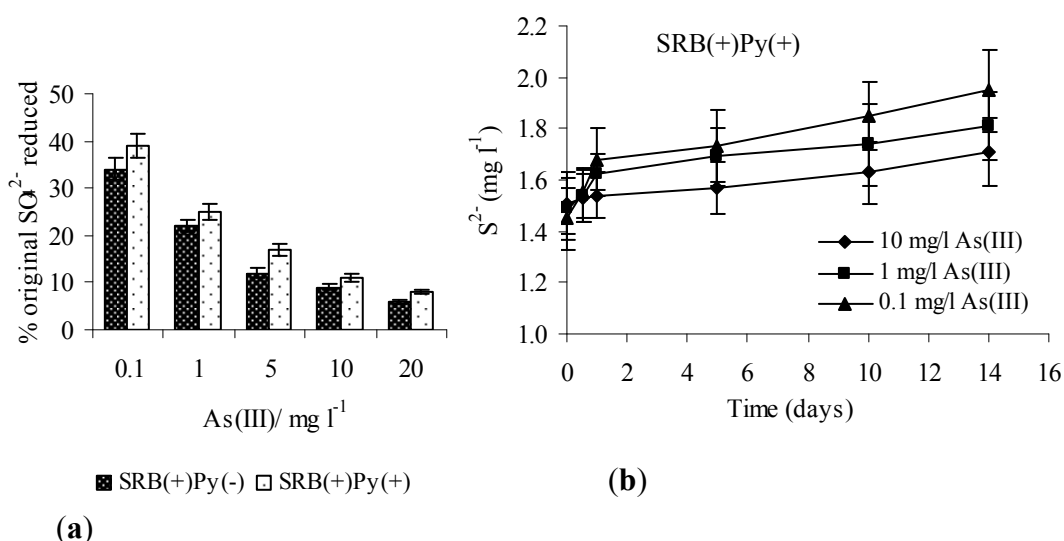 % original SO4²⁻ reduced
50
40
30
20
10
0
0.1 1 5 10 20
As(III)/ mg l⁻¹
SRB(+)Py(-) SRB(+)Py(+)
(a)
SRB(+)Py(+)
S²⁻ (mg l⁻¹)
2.2
2.0
1.8
1.6
1.4
1.2
1.0
10 mg/l As(III)
1 mg/l As(III)
0.1 mg/l As(III)
0 2 4 6 8 10 12 14 16
Time (days)
(b)